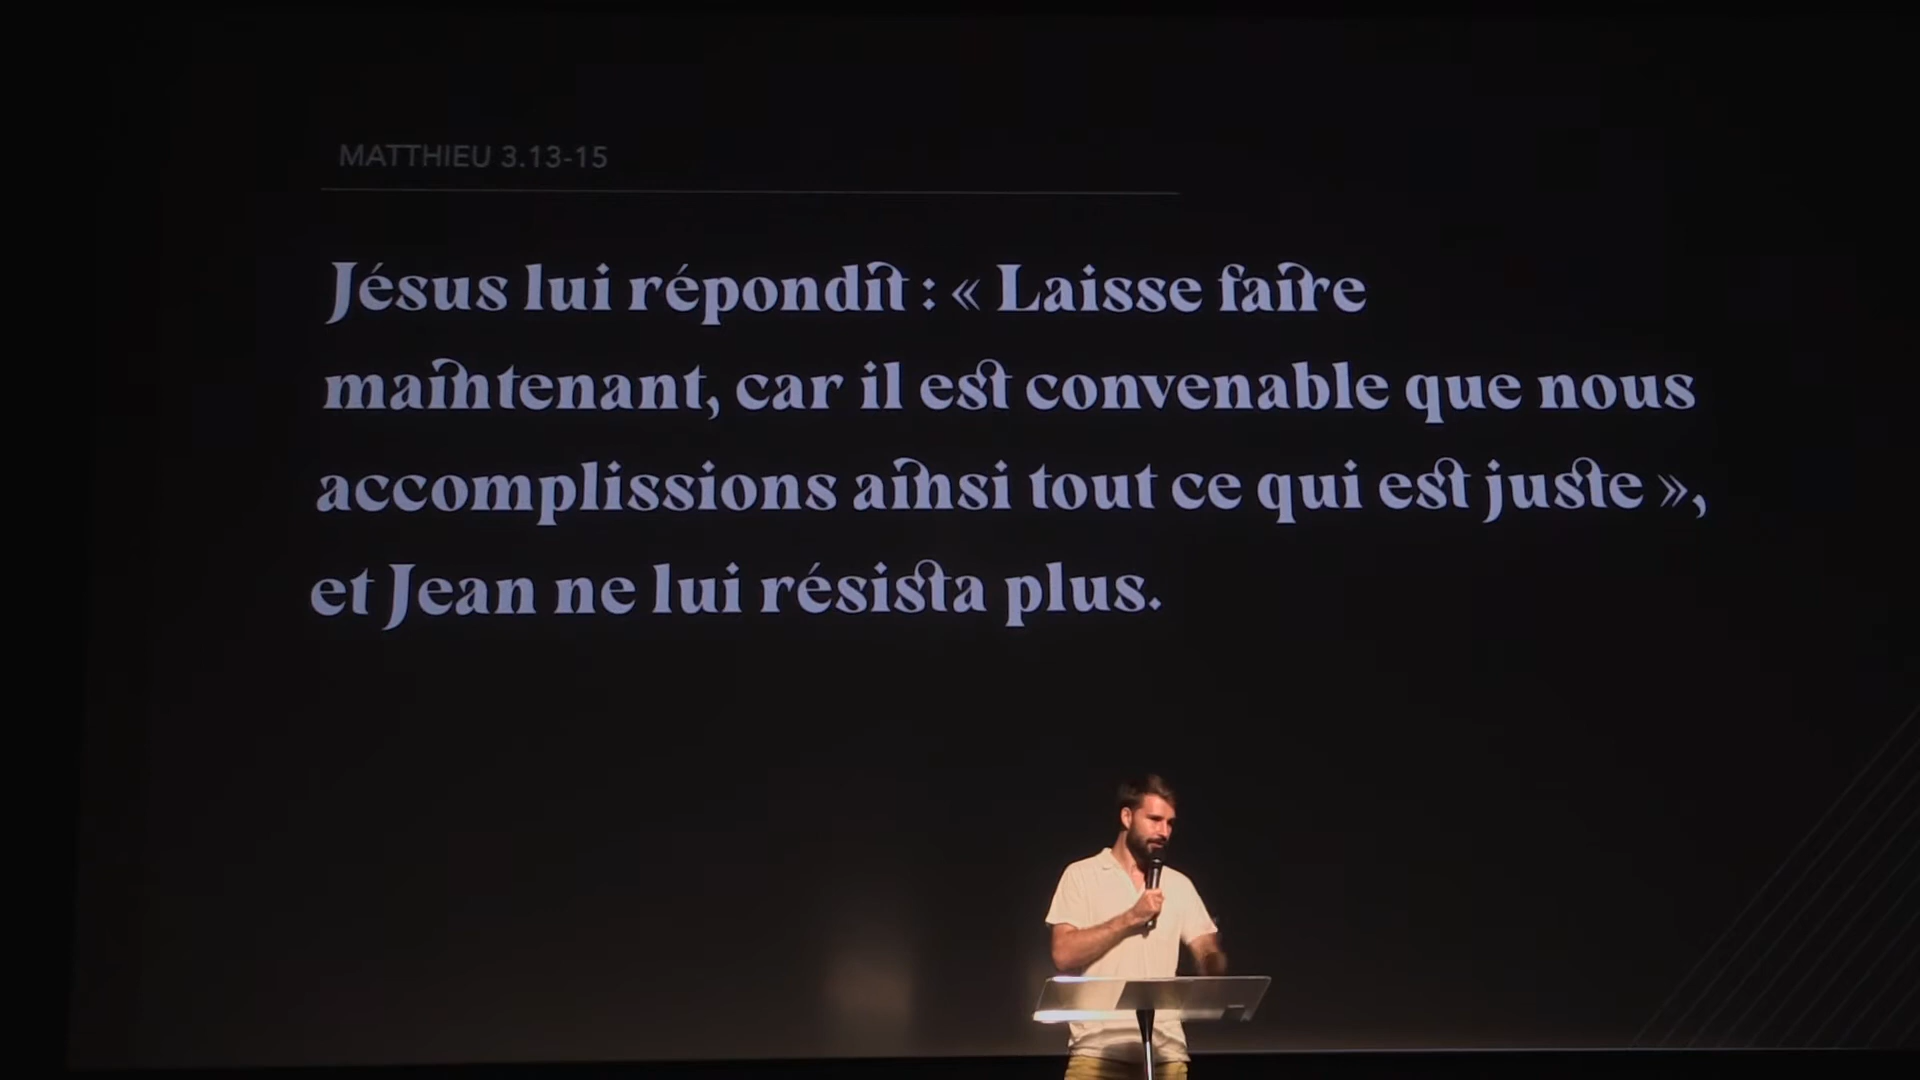 MATTHIEU 3.13-15
Jésus lui répondit : « Laisse faire
maintenant, car il est convenable que nous
accomplissions ainsi tout ce qui est juste »,
et Jean ne lui résista plus.